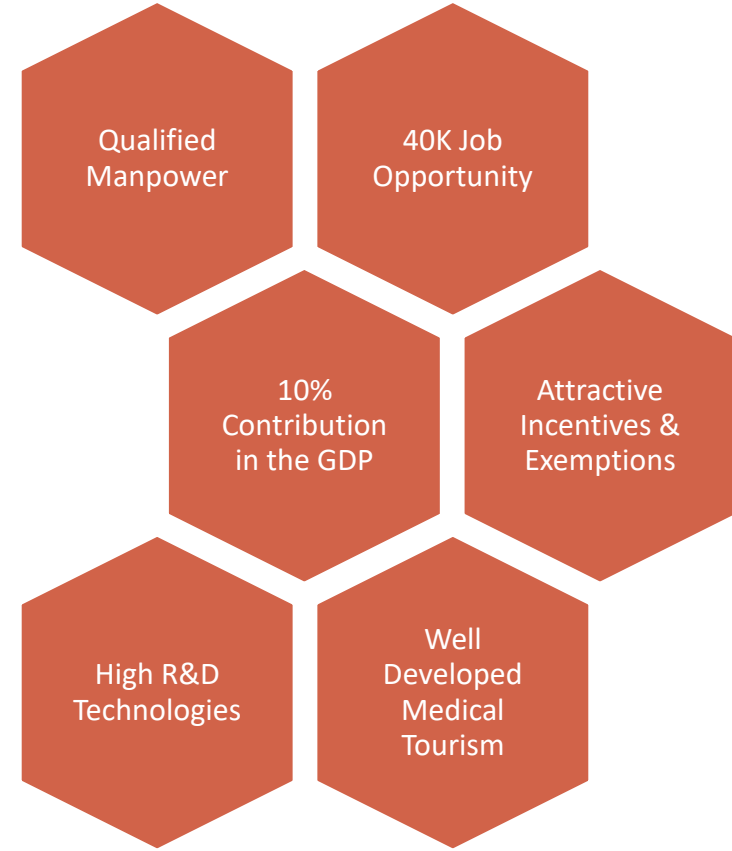 Qualified
Manpower
40K Job
Opportunity
10%
Contribution
in the GDP
Attractive
Incentives &
Exemptions
High R&D
Technologies
Well
Developed
Medical
Tourism